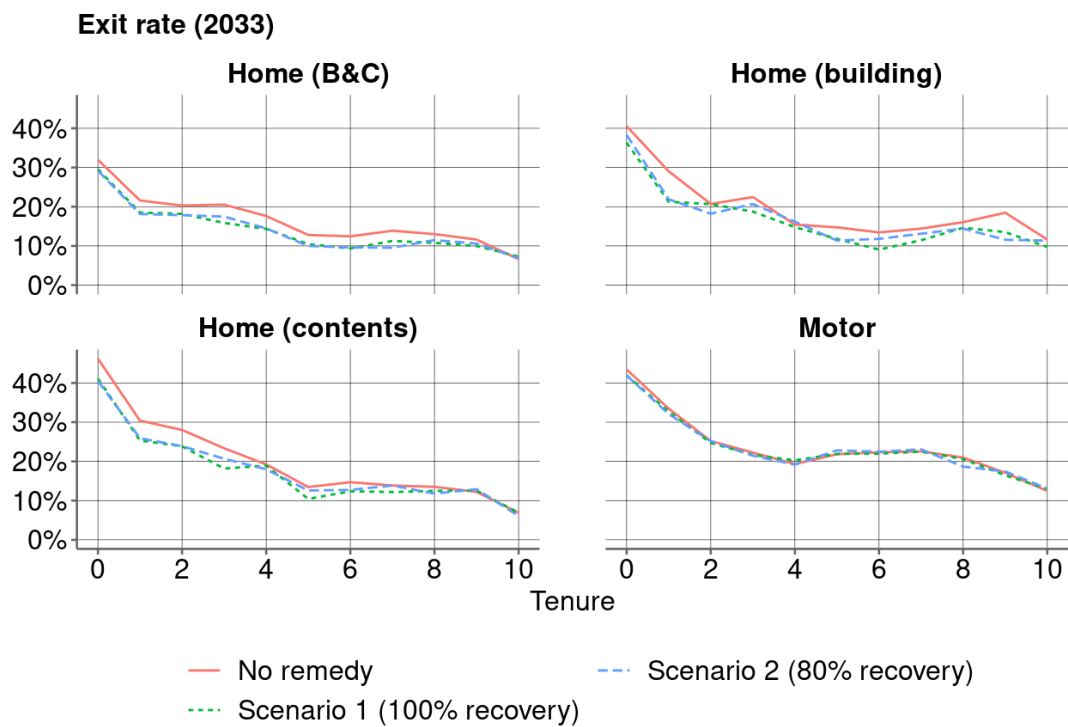 Exit rate (2033)
Home (B&C)
Home (building)
40%
30%
20%
10%
0%
Home (contents)
Motor
40%
30%
20%
10%
0%
0 2 4 6 8 10
0 2 4 6 8 10
Tenure
No remedy
Scenario 2 (80% recovery)
Scenario 1 (100% recovery)